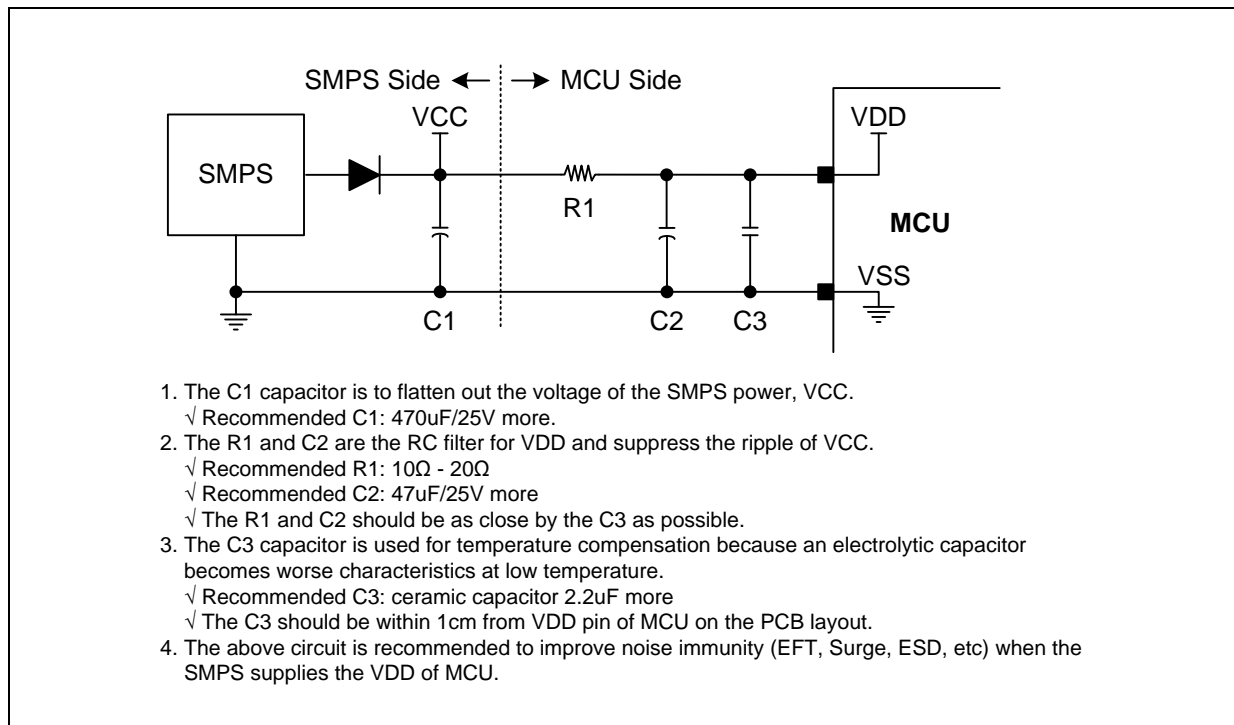 SMPS Side
MCU Side
VCC
VDD
SMPS
R1
MCU
VSS
C1
C2
C3
1. The C1 capacitor is to flatten out the voltage of the SMPS power, VCC.
√ Recommended C1: 470uF/25V more.
2. The R1 and C2 are the RC filter for VDD and suppress the ripple of VCC.
√ Recommended R1: 10Ω - 20Ω
√ Recommended C2: 47uF/25V more
√ The R1 and C2 should be as close by the C3 as possible.
3. The C3 capacitor is used for temperature compensation because an electrolytic capacitor
becomes worse characteristics at low temperature.
√ Recommended C3: ceramic capacitor 2.2uF more
√ The C3 should be within 1cm from VDD pin of MCU on the PCB layout.
4. The above circuit is recommended to improve noise immunity (EFT, Surge, ESD, etc) when the
SMPS supplies the VDD of MCU.